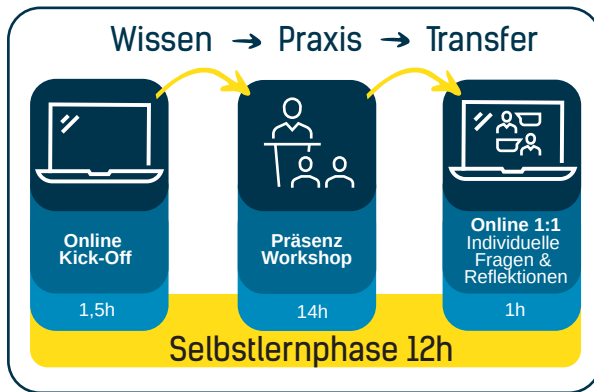 Wissen → Praxis → Transfer
Online
Kick-Off
1,5h
Präsenz
Workshop
14h
Online 1:1
Individuelle
Fragen &
Reflektionen
1h
Selbstlernphase 12h